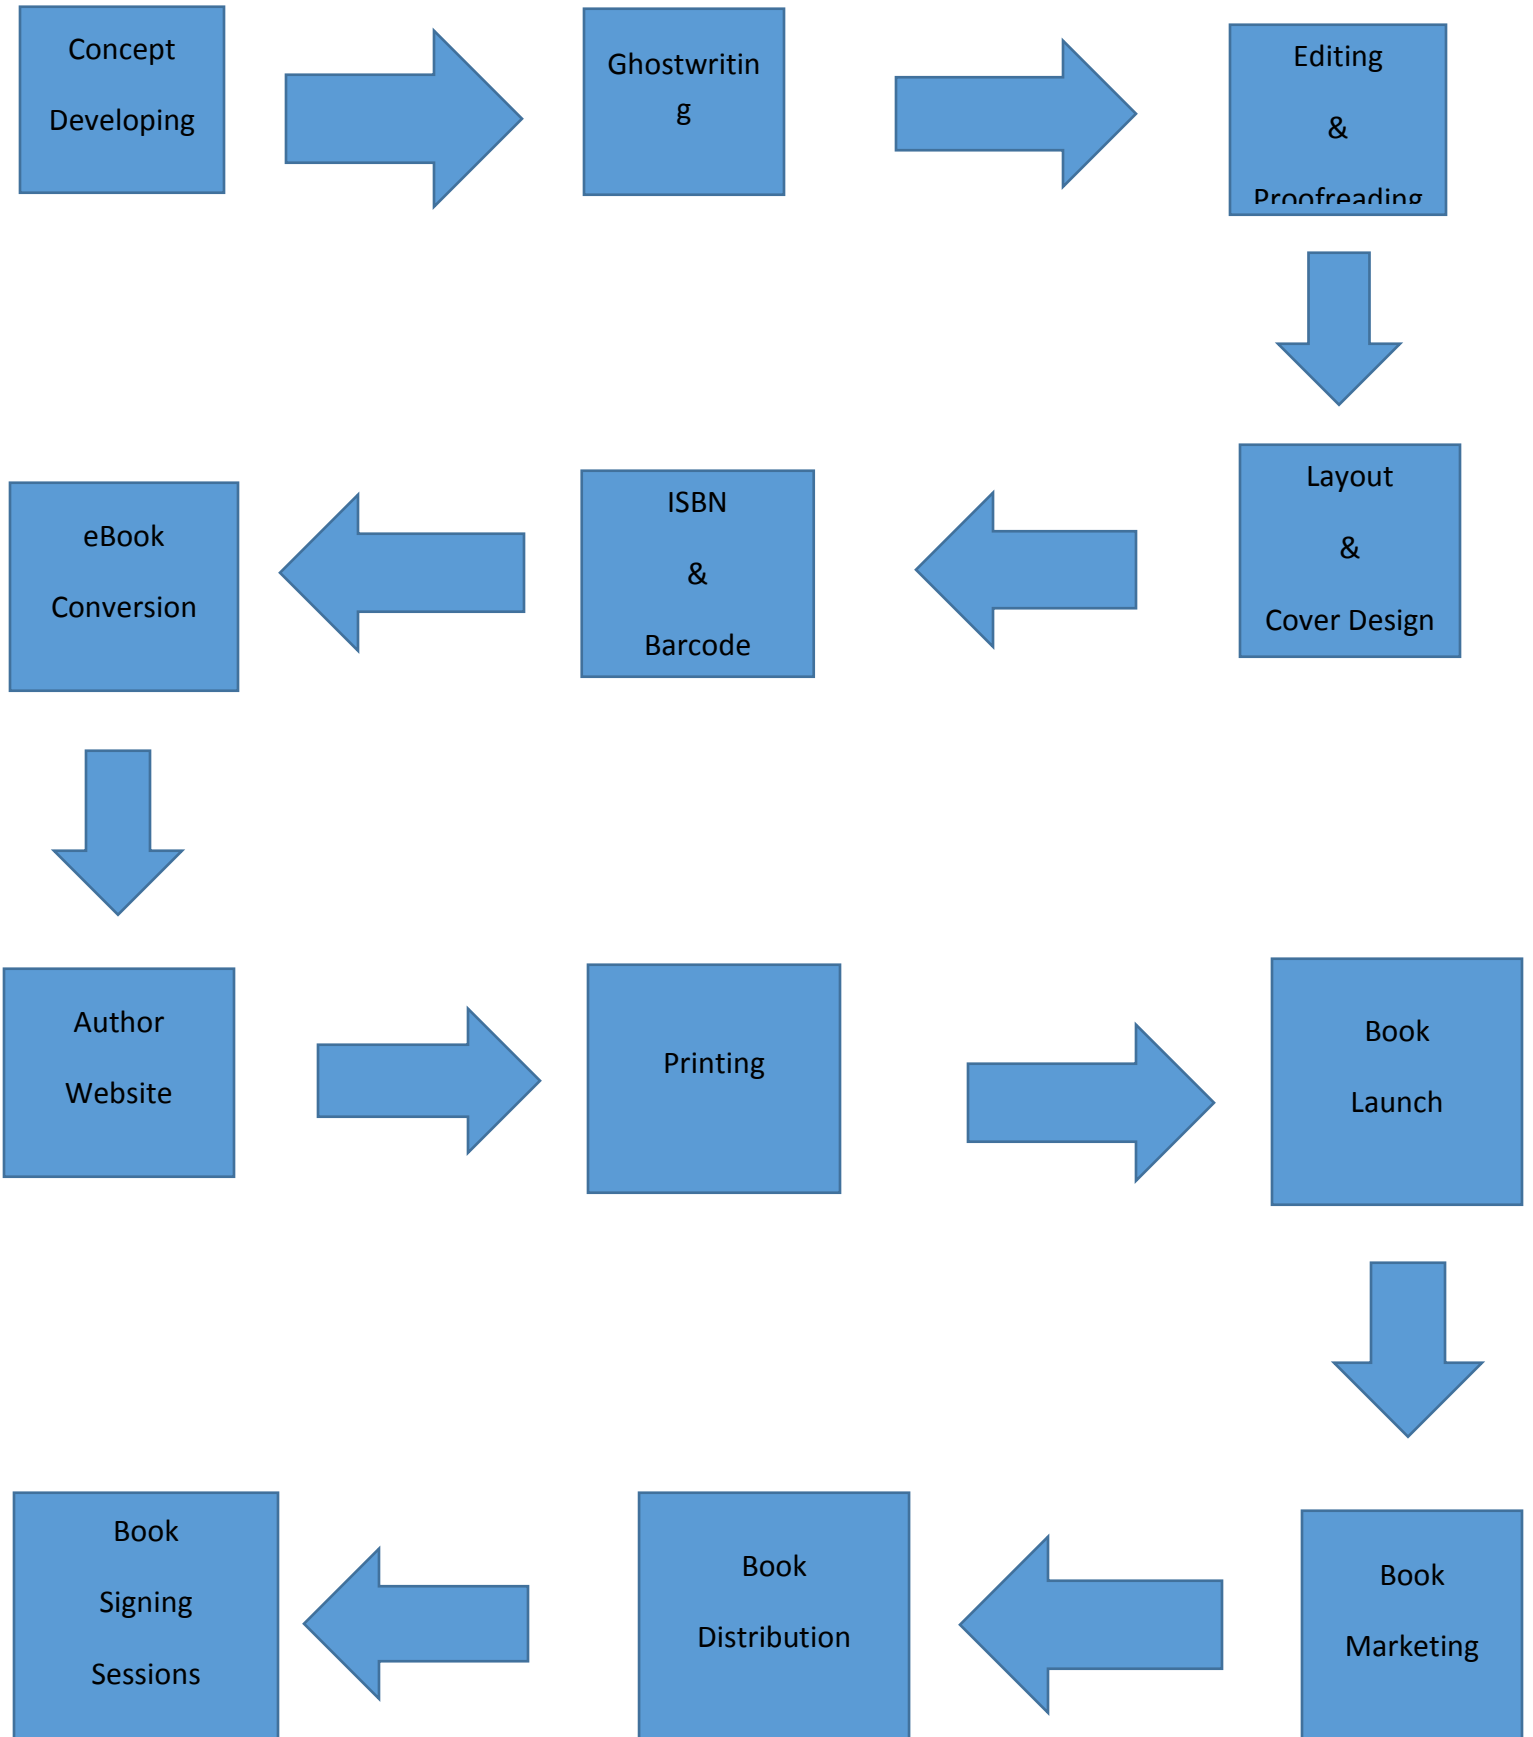 Concept
Developing
Ghostwritin
g
Editing
&
Proofreading
Layout
&
Cover Design
ISBN
&
Barcode
eBook
Conversion
Author
Website
Printing
Book
Launch
Book
Marketing
Book
Distribution
Book
Signing
Sessions